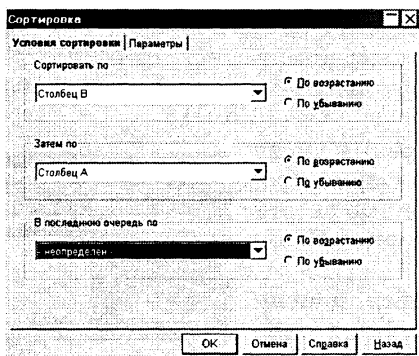 Сортировка
Условия сортировки Параметры
Сортировать по
Столбец B
По возрастанию
По убыванию
Затем по
Столбец A
По возрастанию
По убыванию
В последнюю очередь по
- неопределен -
По возрастанию
По убыванию
OK Отмена Справка Назад